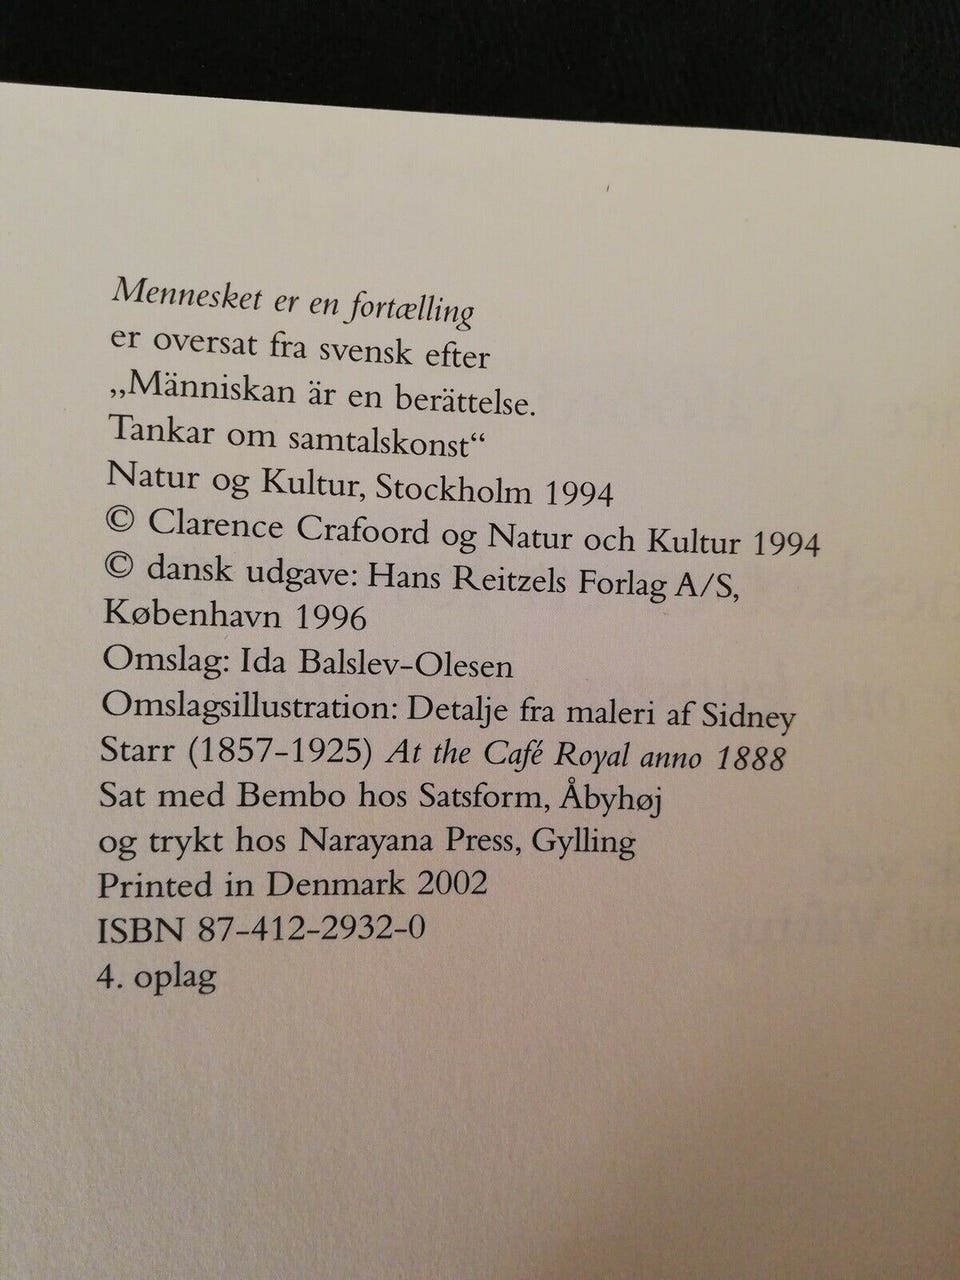 Mennesket er en fortælling
er oversat fra svensk efter
„Människan är en berättelse.
Tankar om samtalskonst“
Natur og Kultur, Stockholm 1994
© Clarence Crafoord og Natur och Kultur 1994
© dansk udgave: Hans Reitzels Forlag A/S,
København 1996
Omslag: Ida Balslev-Olesen
Omslagsillustration: Detalje fra maleri af Sidney
Starr (1857-1925) At the Café Royal anno 1888
Sat med Bembo hos Satsform, Åbyhøj
og trykt hos Narayana Press, Gylling
Printed in Denmark 2002
ISBN 87-412-2932-0
4. oplag